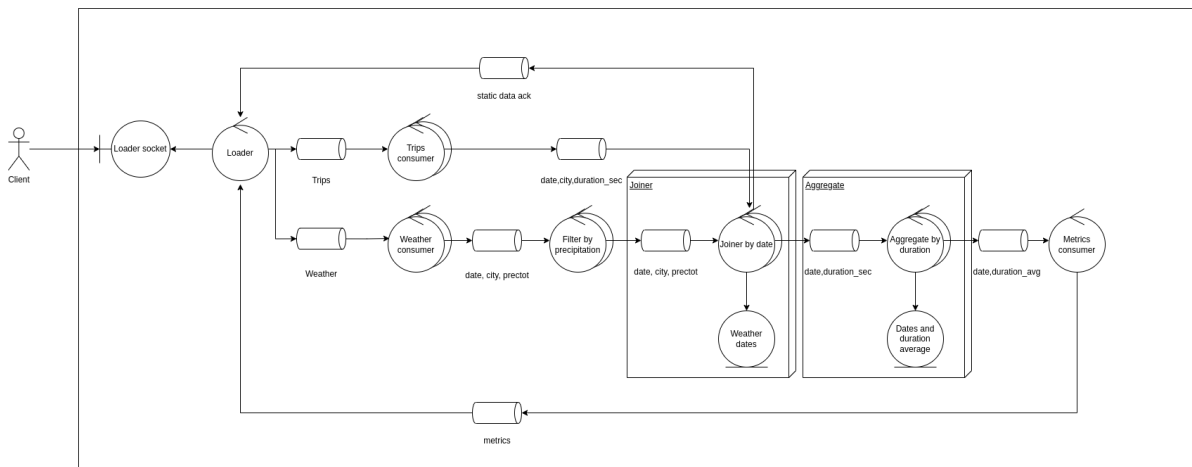 static data ack
Client
Loader socket
Loader
Trips
Trips
consumer
date,city,duration_sec
Joiner
Aggregate
Weather
Weather
consumer
date, city, prectot
Filter by
precipitation
date, city, prectot
Joiner by date
date,duration_sec
Aggregate by
duration
date,duration_avg
Metrics
consumer
Weather
dates
Dates and
duration
average
metrics